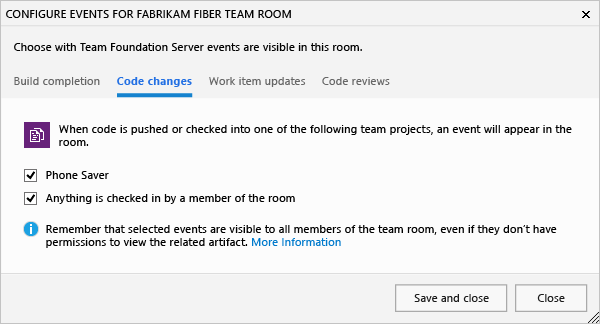 CONFIGURE EVENTS FOR FABRIKAM FIBER TEAM ROOM
Choose with Team Foundation Server events are visible in this room.
Build completion Code changes Work item updates Code reviews
When code is pushed or checked into one of the following team projects, an event will appear in the
room.
Phone Saver
Anything is checked in by a member of the room
Remember that selected events are visible to all members of the team room, even if they don't have
permissions to view the related artifact. More Information
Save and close Close